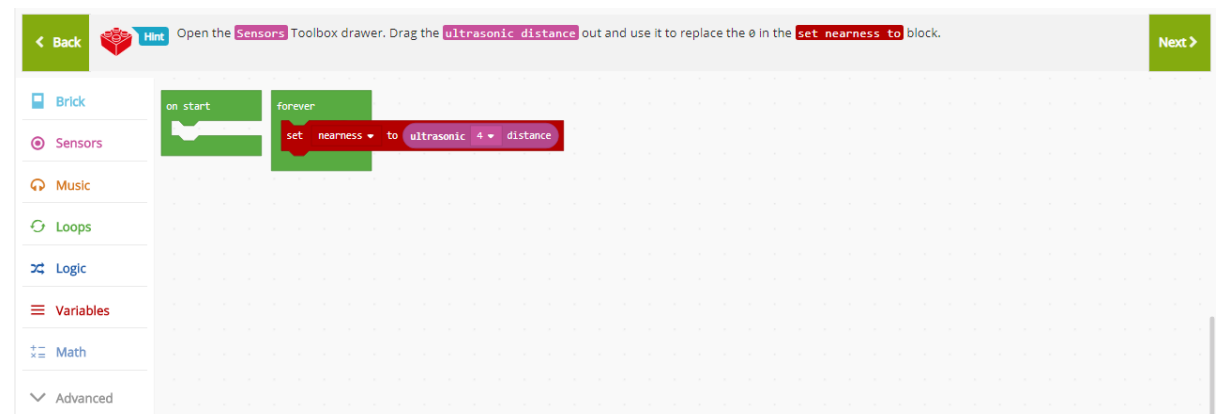 Back
Hint Open the Sensors Toolbox drawer. Drag the ultrasonic distance out and use it to replace the 0 in the set nearness to block.
Next
Brick
Sensors
Music
Loops
Logic
Variables
Math
Advanced
on start
forever
set nearness to ultrasonic 4 distance